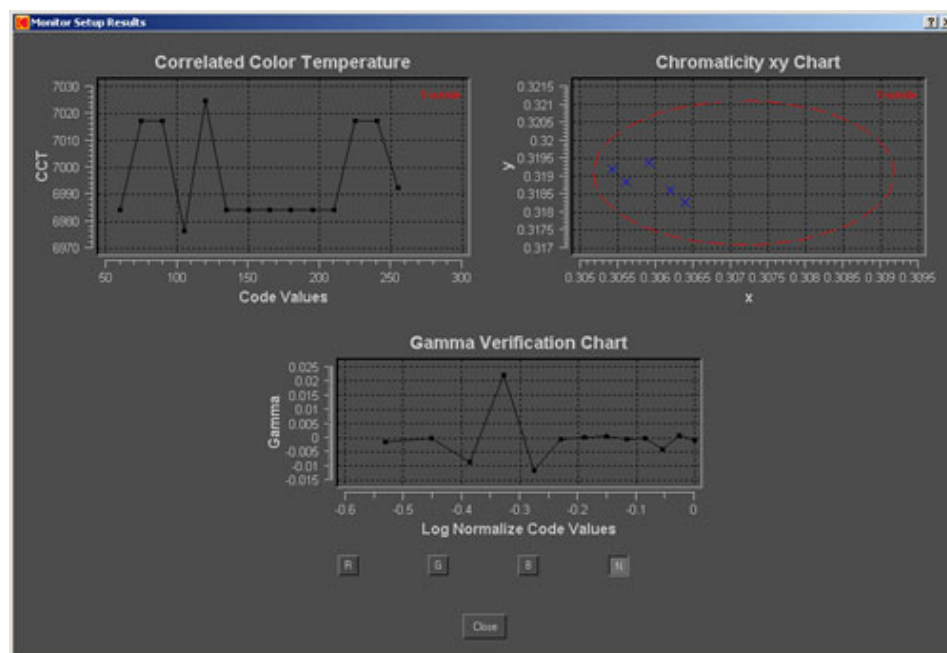 Monitor Setup Results
Correlated Color Temperature
CCT
7030
7020
7010
7000
6990
6980
6970
50 100 150 200 250 300
Code Values
Chromaticity xy Chart
y
0.3215
0.321
0.3205
0.32
0.3195
0.319
0.3185
0.318
0.3175
0.317
0.305 0.3055 0.306 0.3065 0.307 0.3075 0.308 0.3085 0.309 0.3095
x
Gamma Verification Chart
Gamma
0.025
0.02
0.015
0.01
0.005
0
-0.005
-0.01
-0.015
-0.6 -0.5 -0.4 -0.3 -0.2 -0.1 0
Log Normalize Code Values
R G B N
Close